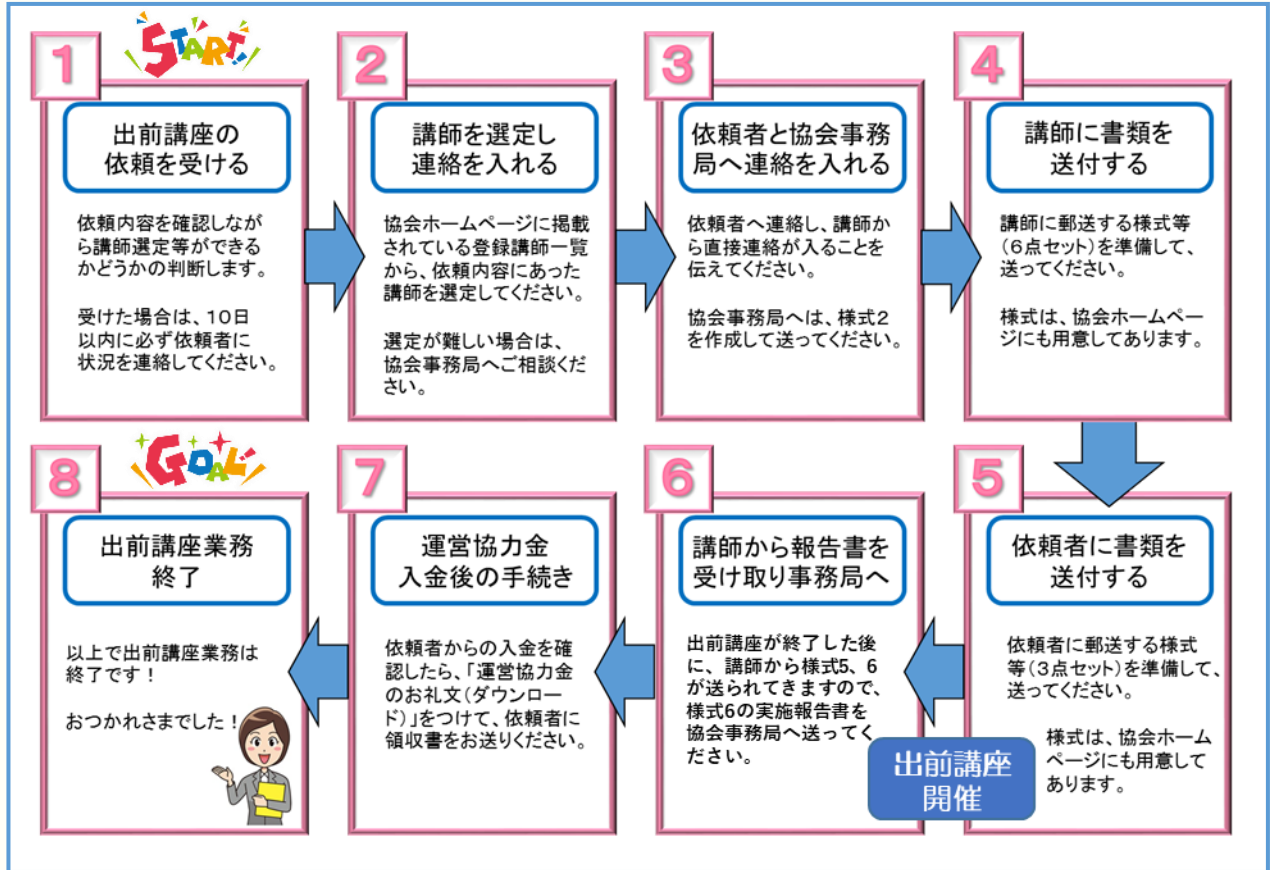 START!!
1
出前講座の
依頼を受ける
依頼内容を確認しなが
ら講師選定等ができる
かどうかの判断します。
受けた場合は、10日
以内に必ず依頼者に
状況を連絡してください。
2
講師を選定し
連絡を入れる
協会ホームページに掲載
されている登録講師一覧
から、依頼内容にあった
講師を選定してください。
選定が難しい場合は、
協会事務局へご相談くだ
さい。
3
依頼者と協会事務
局へ連絡を入れる
依頼者へ連絡し、講師か
ら直接連絡が入ることを
伝えてください。
協会事務局へは、様式2
を作成して送ってください。
4
講師に書類を
送付する
講師に郵送する様式等
(6点セット)を準備して、
送ってください。
様式は、協会ホームペー
ジにも用意してあります。
5
依頼者に書類を
送付する
依頼者に郵送する様式
等(3点セット)を準備して、
送ってください。
様式は、協会ホーム
ページにも用意して
あります。
出前講座
開催
6
講師から報告書を
受け取り事務局へ
出前講座が終了した後
に、講師から様式5、6
が送られてきますので、
様式6の実施報告書を
協会事務局へ送ってく
ださい。
7
運営協力金
入金後の手続き
依頼者からの入金を確
認したら、「運営協力金
のお礼文(ダウンロー
ド)」をつけて、依頼者に
領収書をお送りください。
GOAL!
8
出前講座業務
終了
以上で出前講座業務は
終了です!
おつかれさまでした!